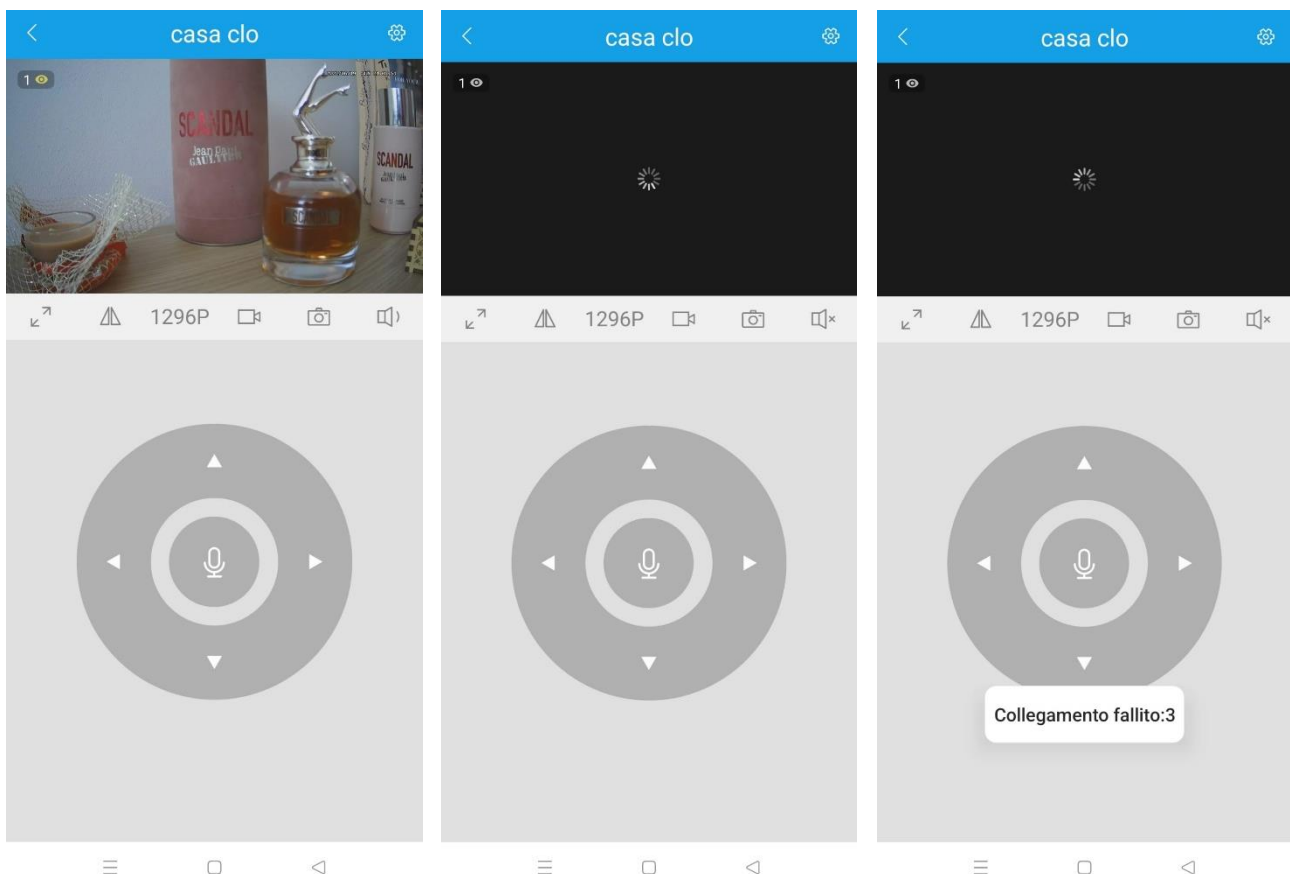 casa clo
1
SCANDAL
Jean Paul
GAULTIER
SCANDAL
SCANDAL
1296P
casa clo
1
1296P
casa clo
1
1296P
Collegamento fallito:3